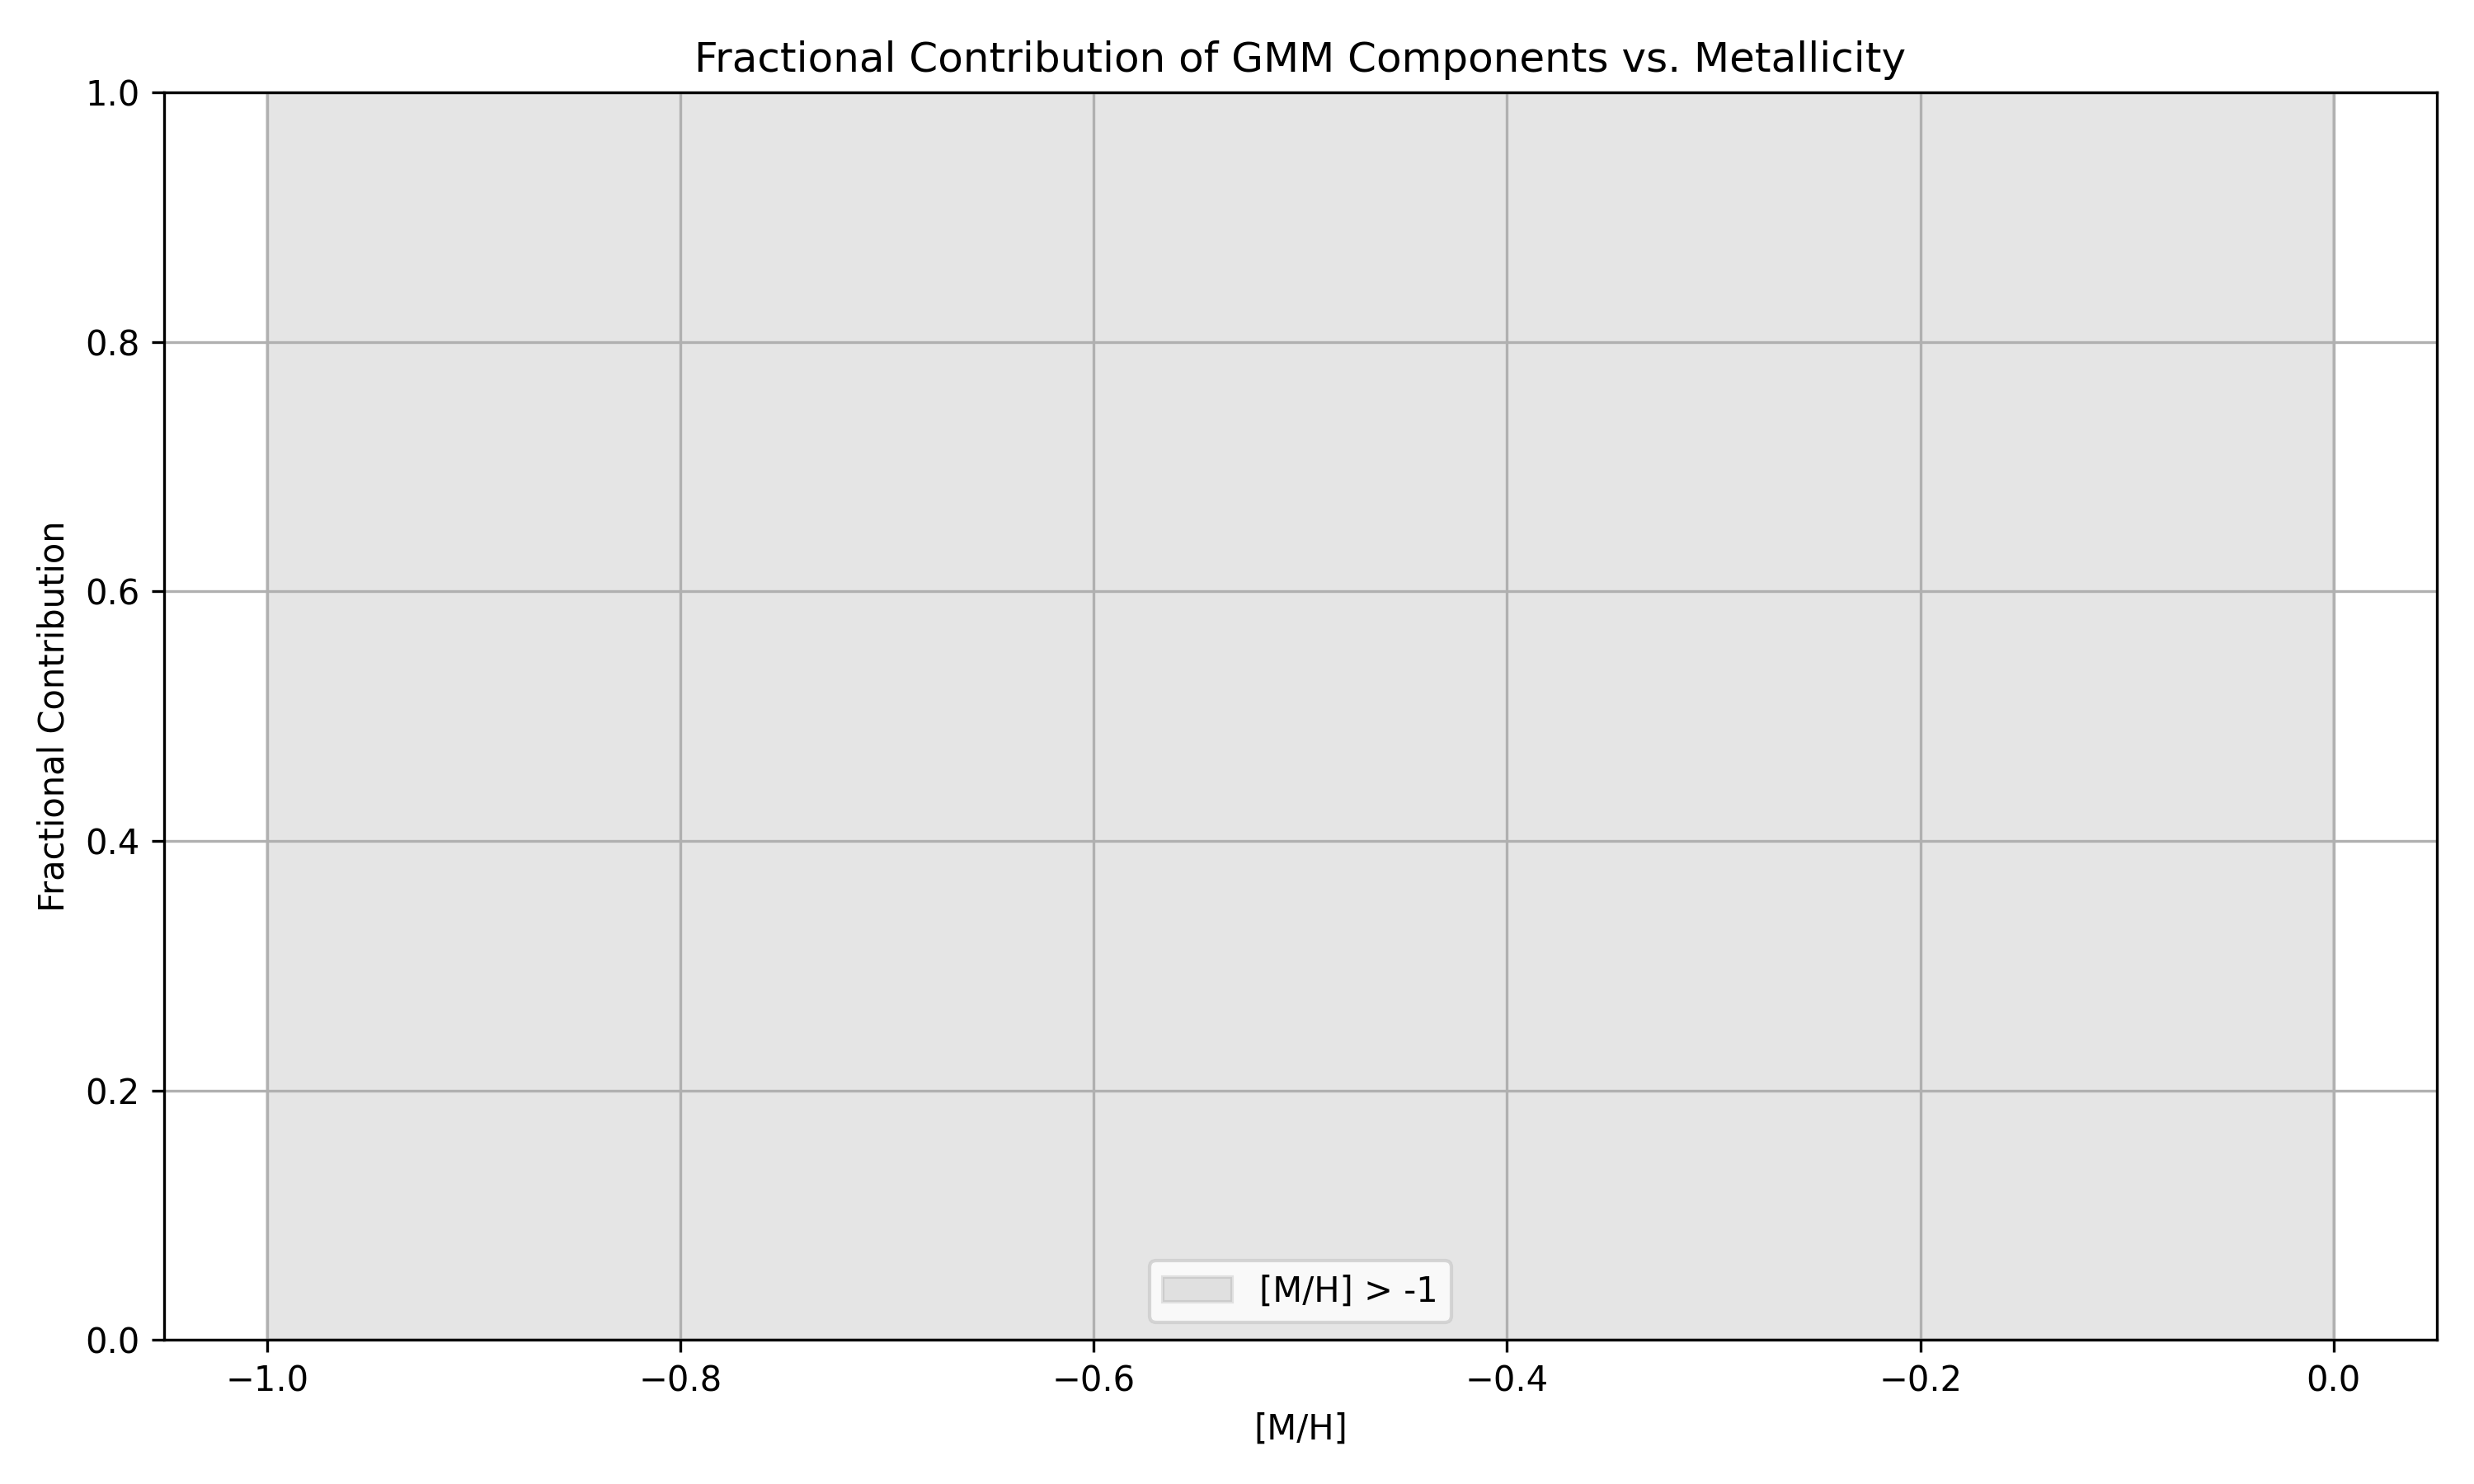 Fractional Contribution of GMM Components vs. Metallicity
1.0
0.8
0.6
0.4
0.2
0.0
Fractional Contribution
[M/H] > -1
−1.0 −0.8 −0.6 −0.4 −0.2 0.0
[M/H]